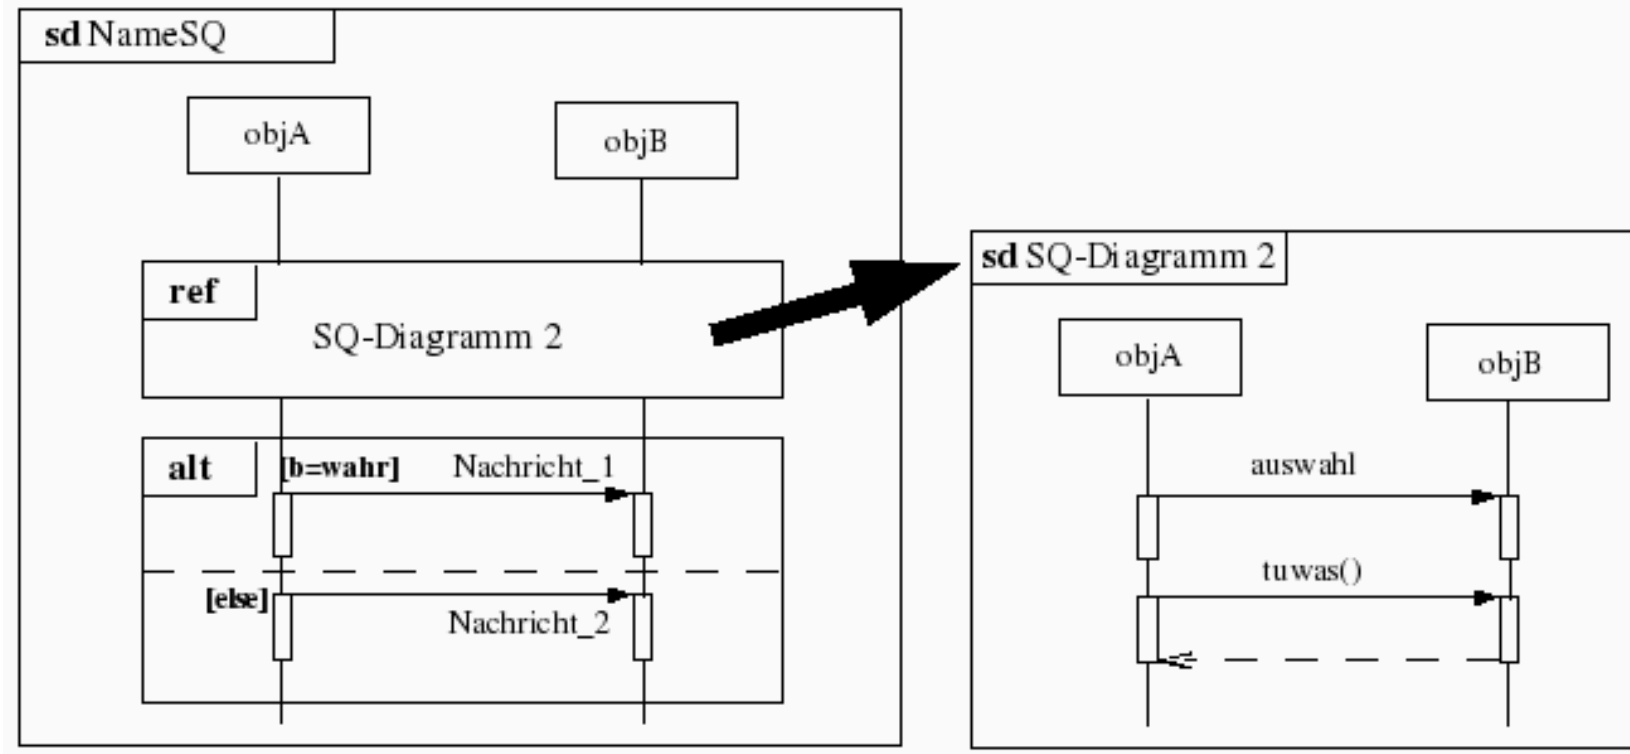 sd NameSQ
objA
objB
ref
SQ-Diagramm 2
alt
[b=wahr]
Nachricht_1
[else]
Nachricht_2
sd SQ-Diagramm 2
objA
objB
auswahl
tuwas()